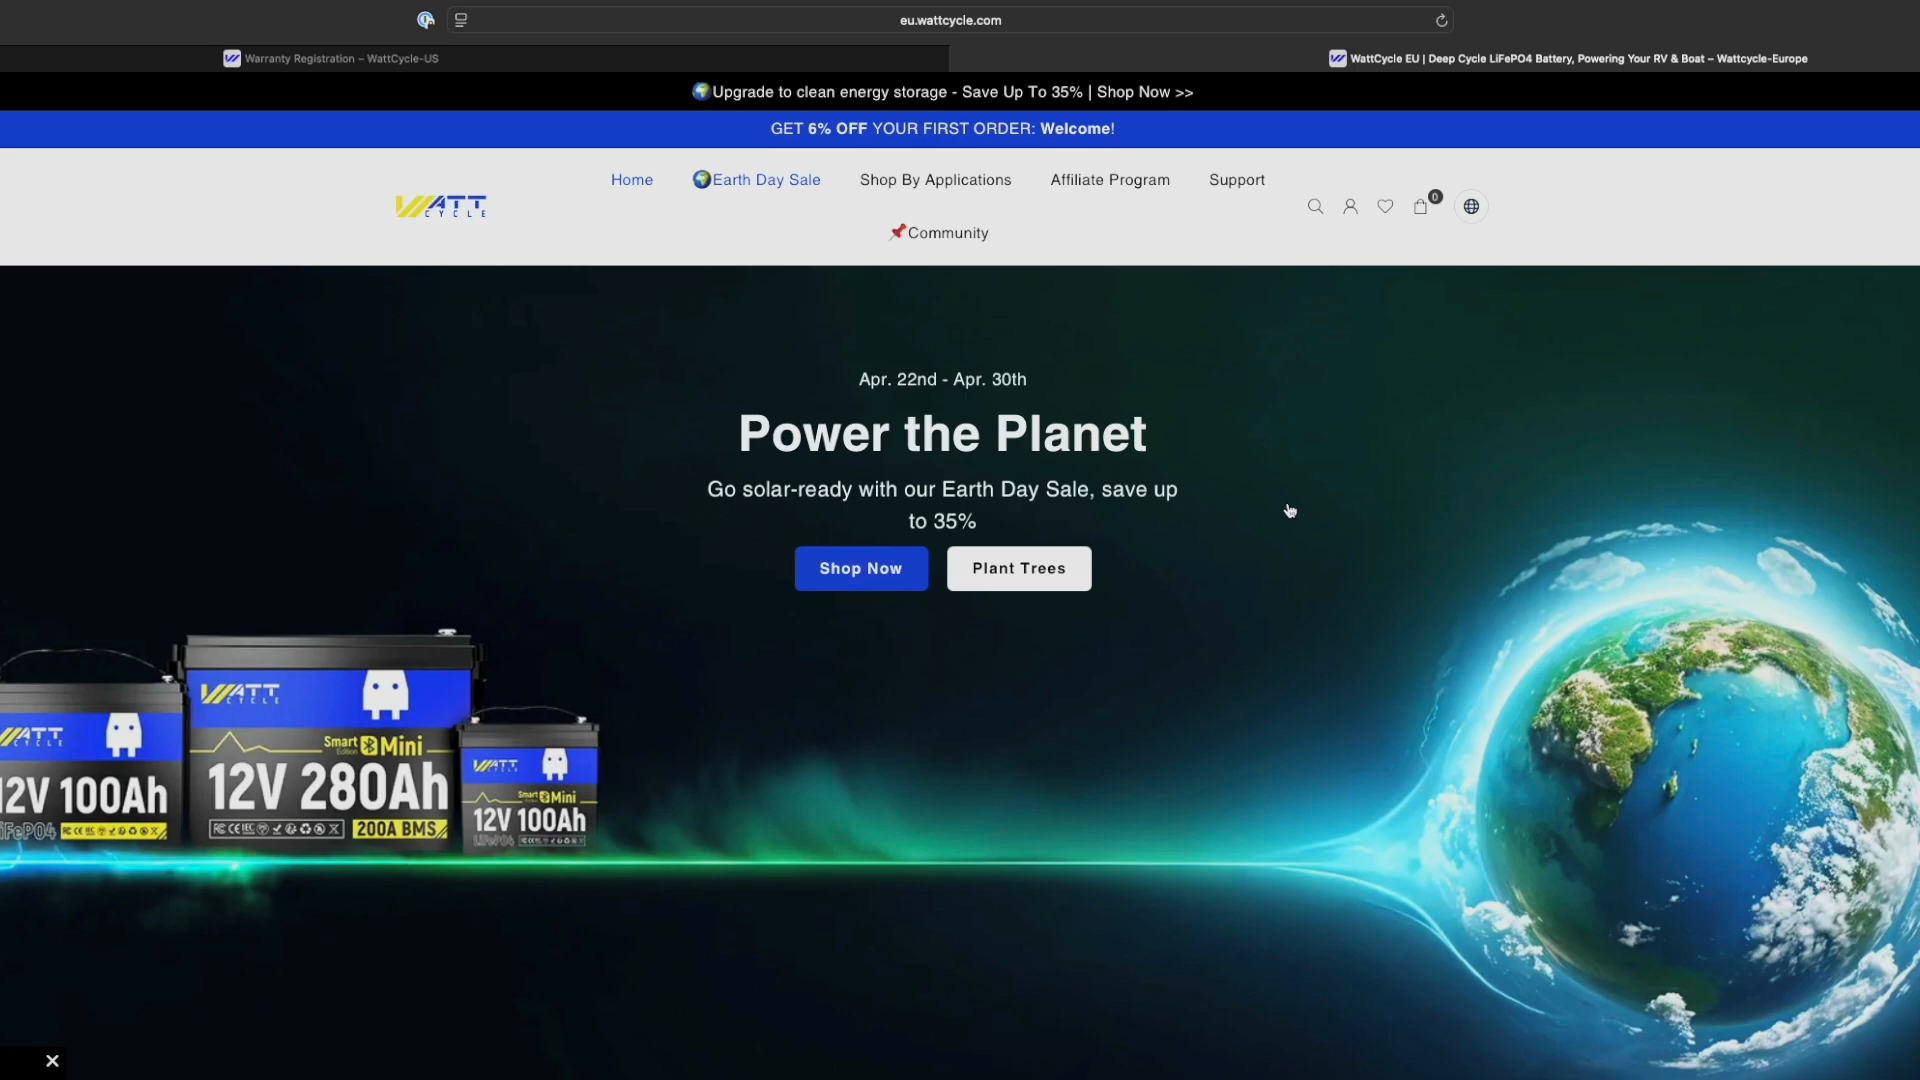 eu.wattcycle.com
Warranty Registration – WattCycle-US
WattCycle EU | Deep Cycle LiFePO4 Battery, Powering Your RV & Boat – Wattcycle-Europe
Upgrade to clean energy storage - Save Up To 35% | Shop Now >>
GET 6% OFF YOUR FIRST ORDER: Welcome!
Home
Earth Day Sale
Shop By Applications
Affiliate Program
Support
WATT
CYCLE
0
Community
Apr. 22nd - Apr. 30th
Power the Planet
Go solar-ready with our Earth Day Sale, save up
to 35%
Shop Now
Plant Trees
WATT
CYCLE
12V 100Ah
LiFePO4
WATT
CYCLE
Smart Mini
Edition
12V 280Ah
200A BMS
WATT
CYCLE
Smart Mini
12V 100Ah
LiFePO4